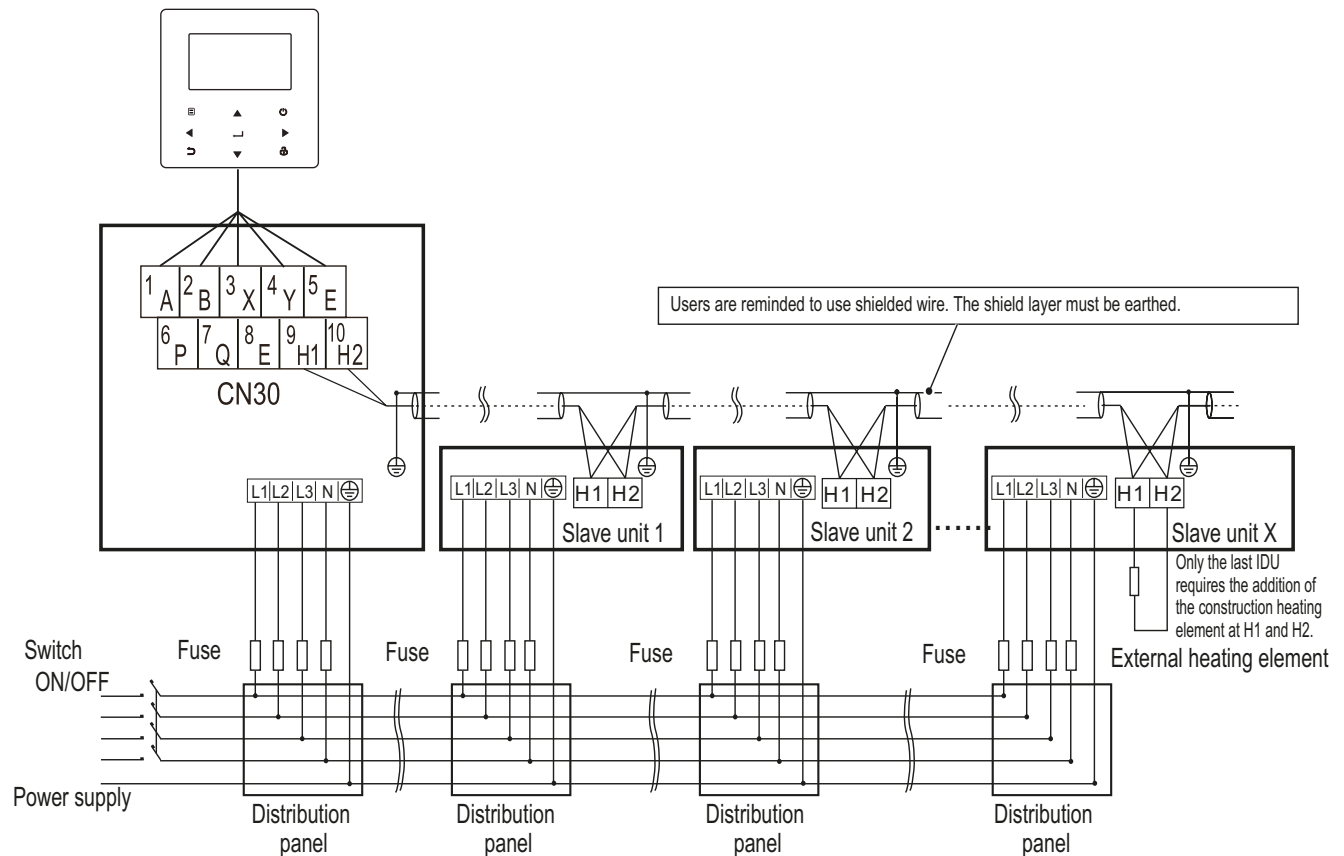 1 A 2 B 3 X 4 Y 5 E
6 P 7 Q 8 E 9 H1 10 H2
CN30
Users are reminded to use shielded wire. The shield layer must be earthed.
L1 L2 L3 N
L1 L2 L3 N
H1 H2
Slave unit 1
L1 L2 L3 N
H1 H2
Slave unit 2
L1 L2 L3 N
H1 H2
Slave unit X
Only the last IDU
requires the addition of
the construction heating
element at H1 and H2.
External heating element
Switch
ON/OFF
Fuse
Fuse
Fuse
Fuse
Power supply
Distribution
panel
Distribution
panel
Distribution
panel
Distribution
panel